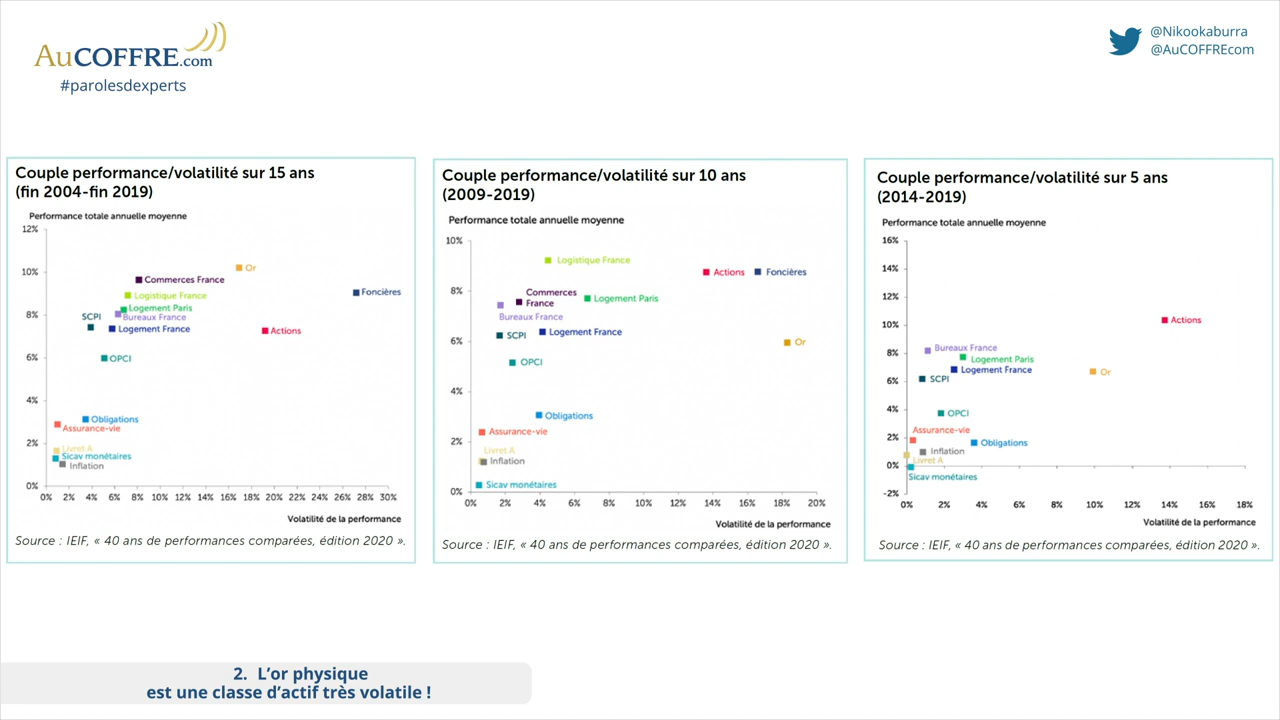 AuCOFFRE.com
#parolesdexperts
@Nikookaburra
@AuCOFFREcom
Couple performance/volatilité sur 15 ans
(fin 2004-fin 2019)
Performance totale annuelle moyenne
12%
10%
8%
6%
4%
2%
0%
Or
Commerces France
Foncières
Logistique France
Logement Paris
SCPI
Bureaux France
Logement France
Actions
OPCI
Obligations
Assurance-vie
Livret A
Sicav monétaires
Inflation
0% 2% 4% 6% 8% 10% 12% 14% 16% 18% 20% 22% 24% 26% 28% 30%
Volatilité de la performance
Source : IEIF, « 40 ans de performances comparées, édition 2020 ».
Couple performance/volatilité sur 10 ans
(2009-2019)
Performance totale annuelle moyenne
10%
8%
6%
4%
2%
0%
Logistique France
Actions
Foncières
Commerces
France
Logement Paris
Bureaux France
SCPI
Logement France
Or
OPCI
Obligations
Assurance-vie
Livret A
Inflation
Sicav monétaires
0% 2% 4% 6% 8% 10% 12% 14% 16% 18% 20%
Volatilité de la performance
Source : IEIF, « 40 ans de performances comparées, édition 2020 ».
Couple performance/volatilité sur 5 ans
(2014-2019)
Performance totale annuelle moyenne
16%
14%
12%
10%
8%
6%
4%
2%
0%
-2%
Actions
Bureaux France
Logement Paris
Logement France
Or
SCPI
OPCI
Assurance-vie
Obligations
Inflation
Livret A
Sicav monétaires
0% 2% 4% 6% 8% 10% 12% 14% 16% 18%
Volatilité de la performance
Source : IEIF, « 40 ans de performances comparées, édition 2020 ».
2. L'or physique
est une classe d'actif très volatile !